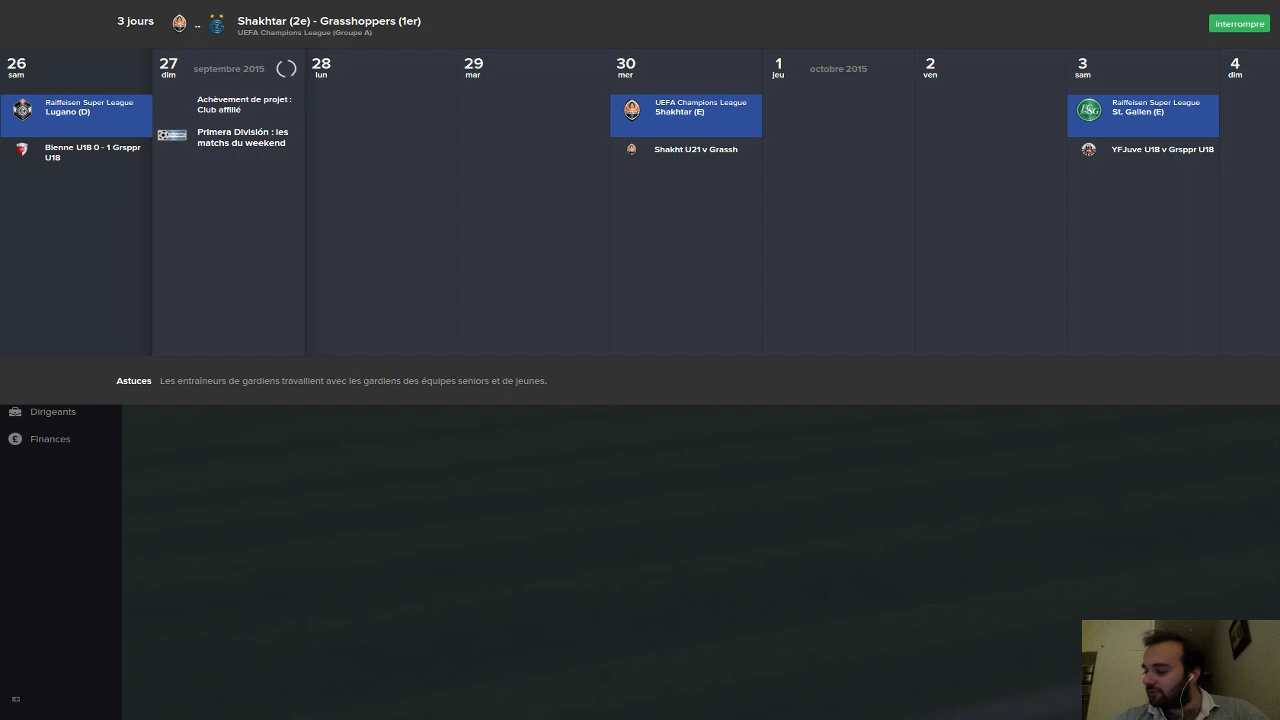 3 jours
--
Shakhtar (2e) - Grasshoppers (1er)
UEFA Champions League (Groupe A)
interrompre
26
sam
27
dim
septembre 2015
28
lun
29
mar
30
mer
1
jeu
octobre 2015
2
ven
3
sam
4
dim
Raiffeisen Super League
Lugano (D)
Bienne U18 0 - 1 Grsppr
U18
Achèvement de projet :
Club affilié
Primera División : les
matchs du weekend
UEFA Champions League
Shakhtar (E)
Shakht U21 v Grassh
Raiffeisen Super League
St. Gallen (E)
YFJuve U18 v Grsppr U18
Astuces Les entraîneurs de gardiens travaillent avec les gardiens des équipes seniors et de jeunes.
Dirigeants
Finances